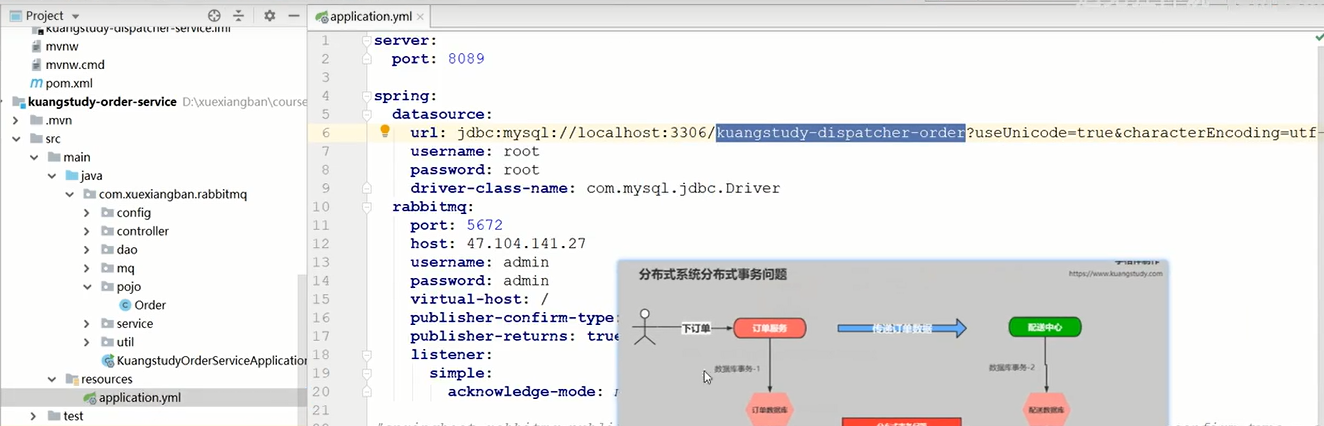 Project
application.yml
kuangstudy-dispatcher-service.iml
mvnw
mvnw.cmd
pom.xml
kuangstudy-order-service D:\xuexiangban\course
.mvn
src
main
java
com.xuexiangban.rabbitmq
config
controller
dao
mq
pojo
Order
service
util
KuangstudyOrderServiceApplication
resources
application.yml
test
1 server:
2 port: 8089
3
4 spring:
5 datasource:
6 url: jdbc:mysql://localhost:3306/kuangstudy-dispatcher-order?useUnicode=true&characterEncoding=utf-
7 username: root
8 password: root
9 driver-class-name: com.mysql.jdbc.Driver
10 rabbitmq:
11 port: 5672
12 host: 47.104.141.27
13 username: admin
14 password: admin
15 virtual-host: /
16 publisher-confirm-type:
17 publisher-returns: true
18 listener:
19 simple:
20 acknowledge-mode:
21
分布式系统分布式事务问题
https://www.kuangstudy.com
下订单
订单服务
传递订单数据
配送中心
数据库事务-1
数据库事务-2
订单数据库
配送数据库